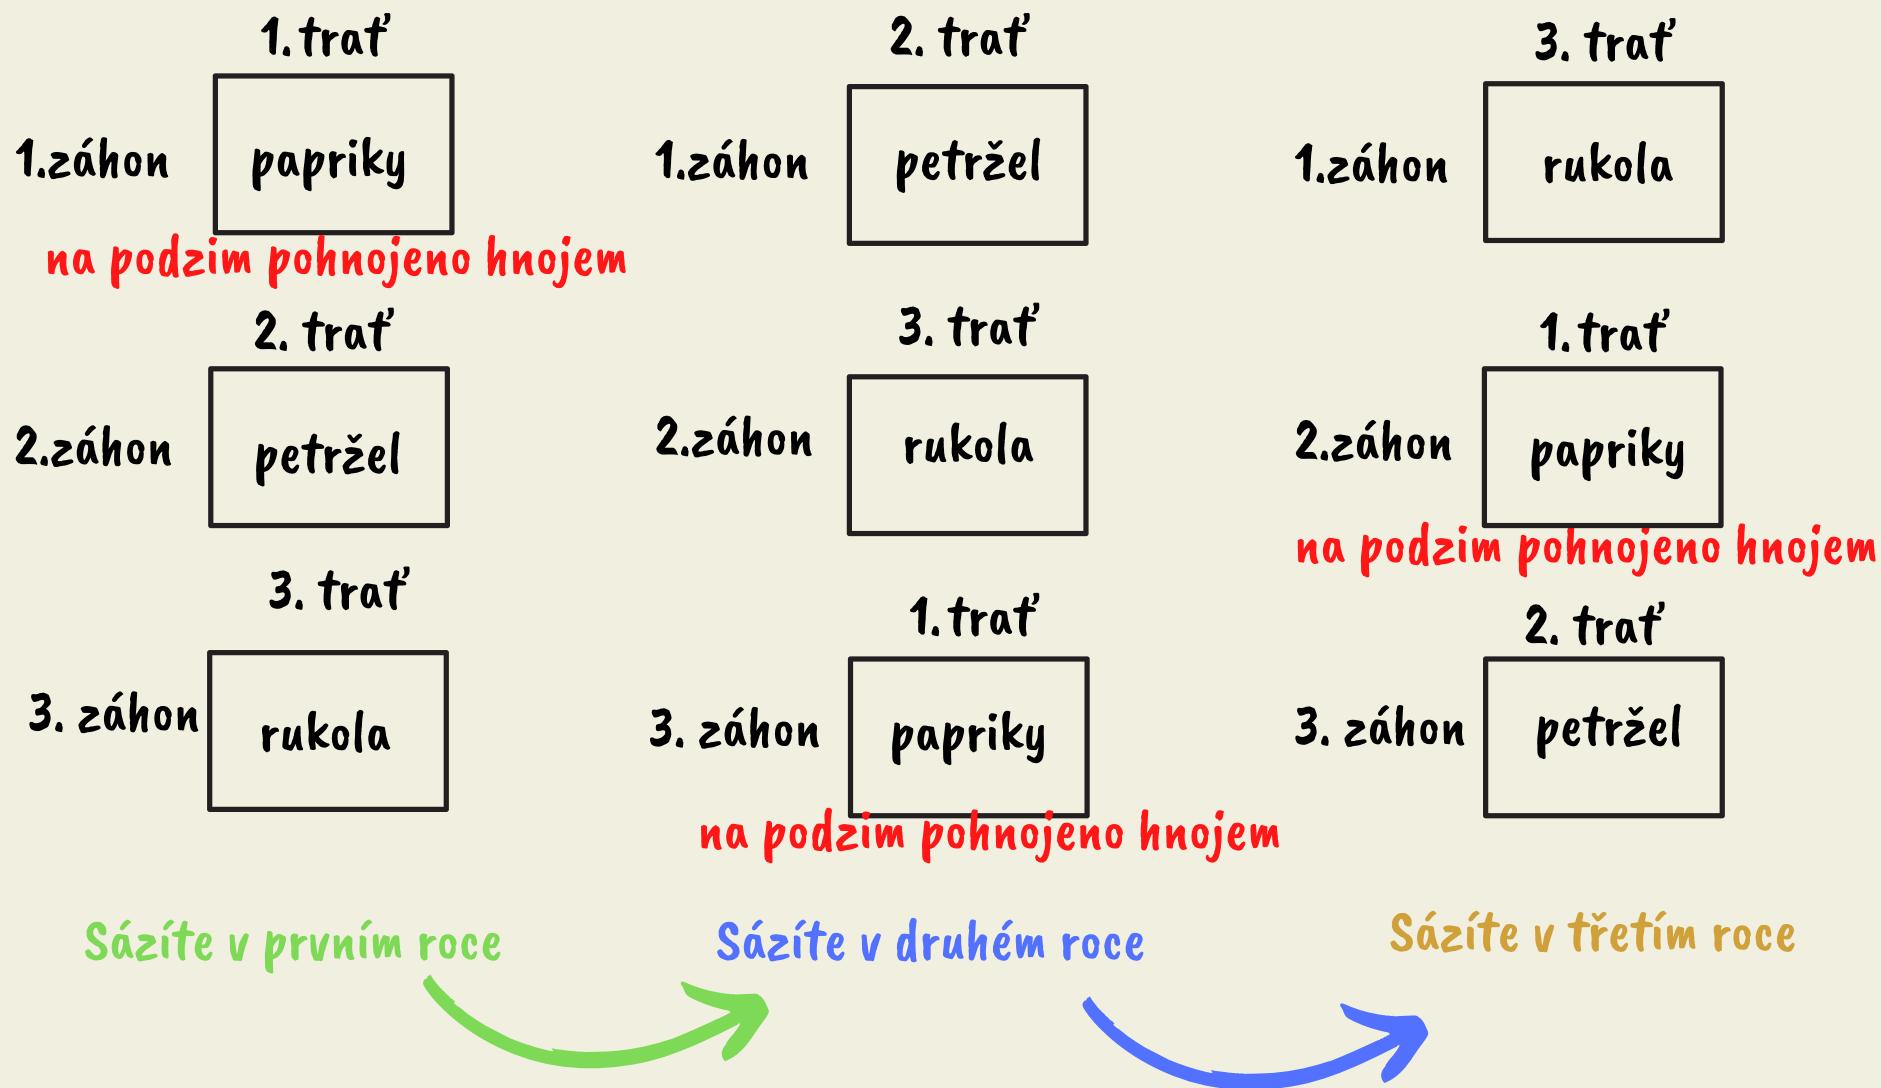 1. trať
1.záhon
papriky
na podzim pohnojeno hnojem
2. trať
2.záhon
petržel
3. trať
3. záhon
rukola
Sázíte v prvním roce
2. trať
1.záhon
petržel
3. trať
2.záhon
rukola
1. trať
3. záhon
papriky
na podzim pohnojeno hnojem
Sázíte v druhém roce
3. trať
1.záhon
rukola
1. trať
2.záhon
papriky
na podzim pohnojeno hnojem
2. trať
3. záhon
petržel
Sázíte v třetím roce